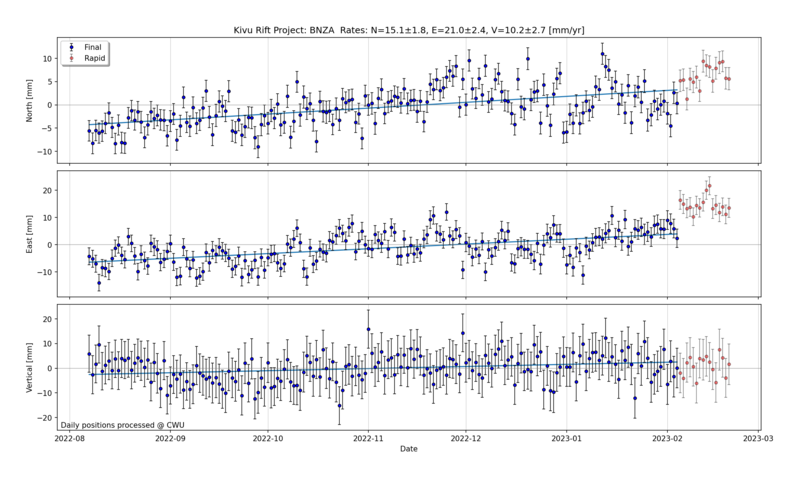 Kivu Rift Project: BNZA Rates: N=15.1±1.8, E=21.0±2.4, V=10.2±2.7 [mm/yr]
Final
Rapid
North [mm]
10
5
0
−5
−10
East [mm]
20
10
0
−10
Vertical [mm]
20
10
0
−10
−20
Daily positions processed @ CWU
2022-08
2022-09
2022-10
2022-11
2022-12
2023-01
2023-02
2023-03
Date